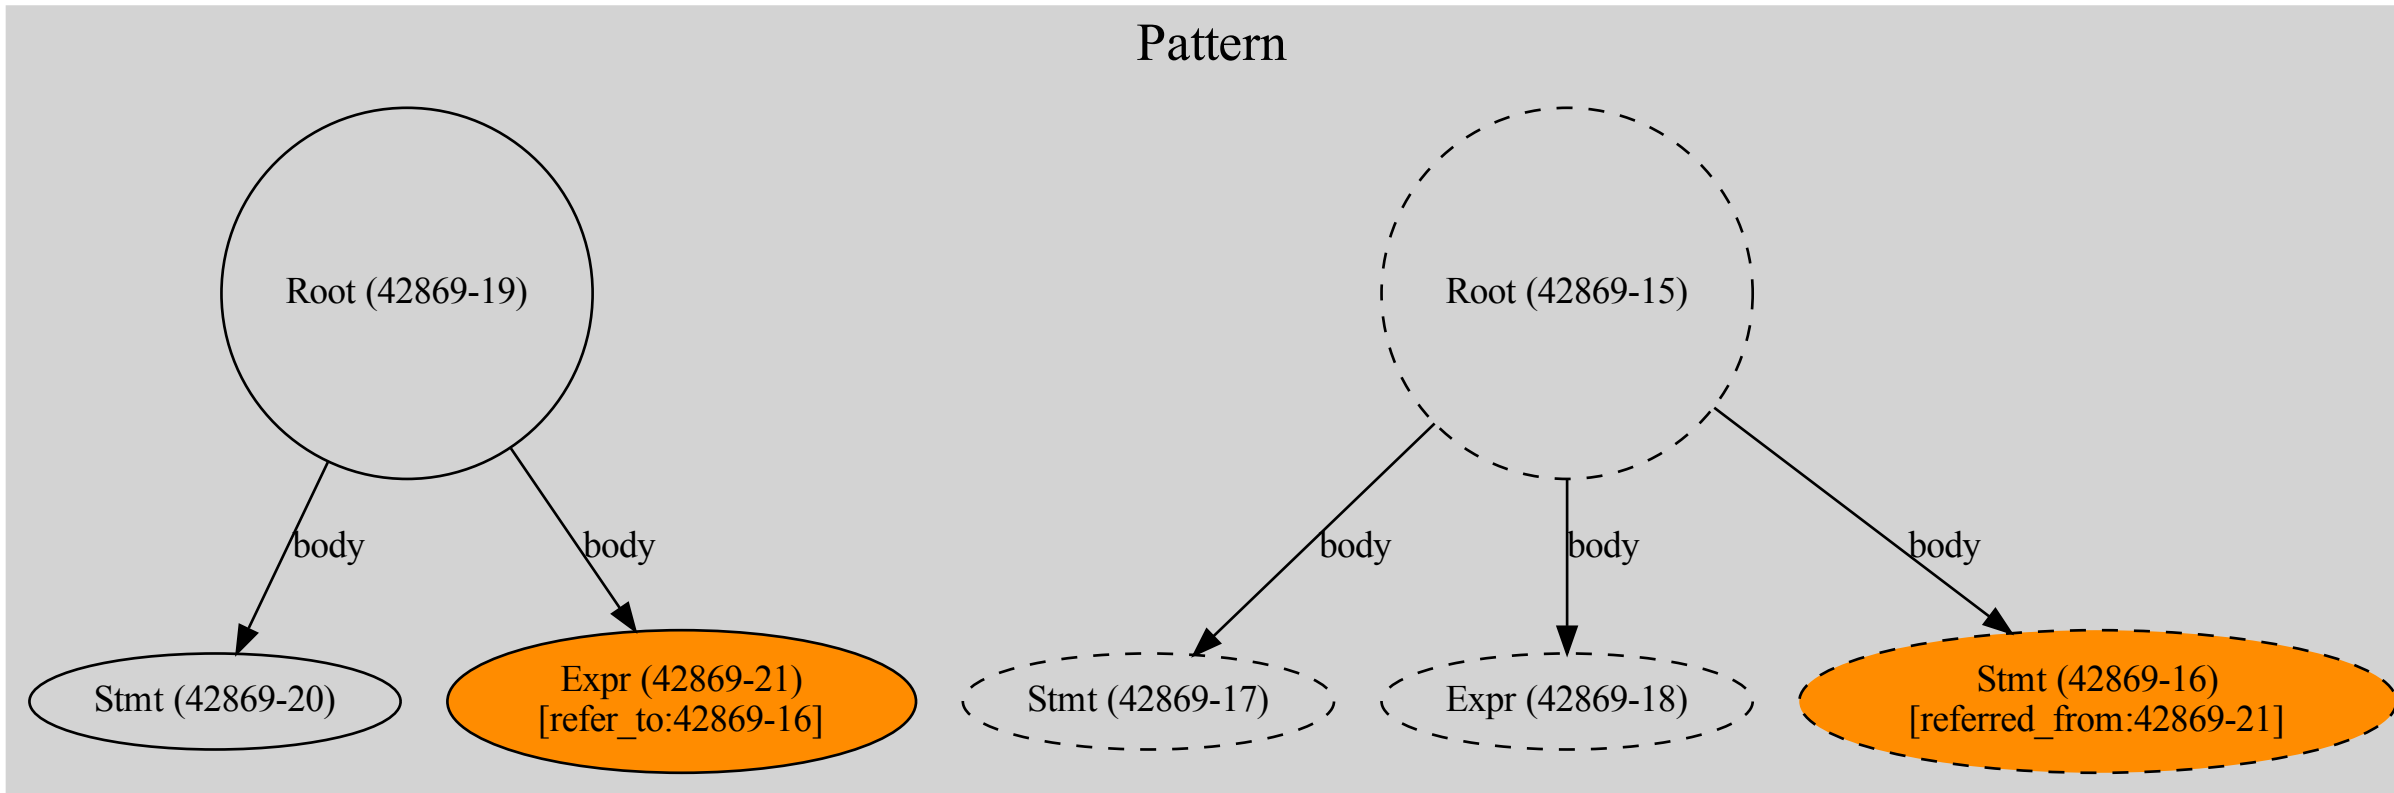 Pattern
Root (42869-19)
Root (42869-15)
body
body
body
body
body
Stmt (42869-20)
Expr (42869-21)
[refer_to:42869-16]
Stmt (42869-17)
Expr (42869-18)
Stmt (42869-16)
[referred_from:42869-21]